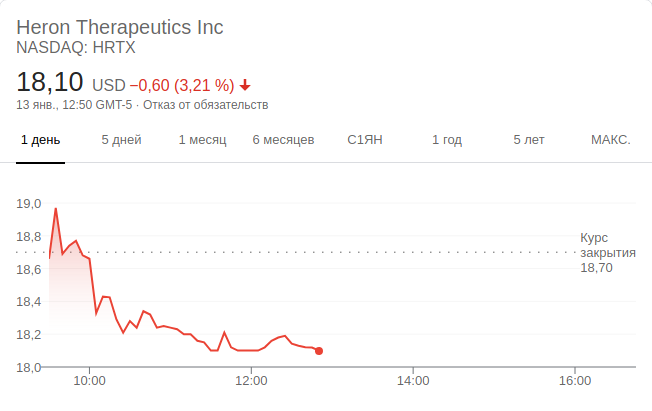 Heron Therapeutics Inc
NASDAQ: HRTX
18,10 USD −0,60 (3,21 %)
13 янв., 12:50 GMT-5 · Отказ от обязательств
1 день 5 дней 1 месяц 6 месяцев С1ЯН 1 год 5 лет МАКС.
19,0
18,8
Курс
закрытия
18,70
18,6
18,4
18,2
18,0
10:00 12:00 14:00 16:00